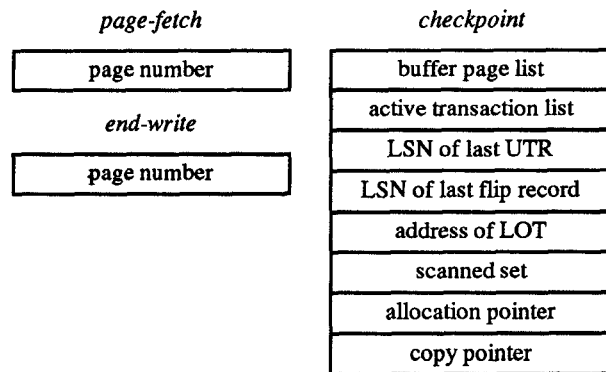 page-fetch
page number
end-write
page number
checkpoint
buffer page list
active transaction list
LSN of last UTR
LSN of last flip record
address of LOT
scanned set
allocation pointer
copy pointer